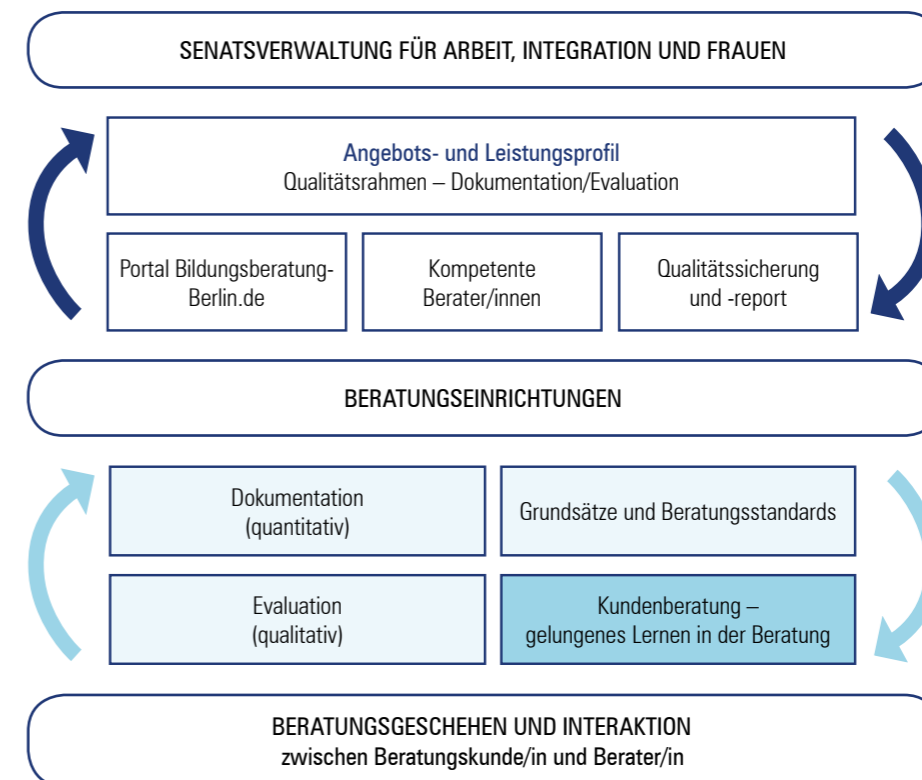 SENATSVERWALTUNG FÜR ARBEIT, INTEGRATION UND FRAUEN
Angebots- und Leistungsprofil
Qualitätsrahmen – Dokumentation/Evaluation
Portal Bildungsberatung-
Berlin.de
Kompetente
Berater/innen
Qualitätssicherung
und -report
BERATUNGSEINRICHTUNGEN
Dokumentation
(quantitativ)
Grundsätze und Beratungsstandards
Evaluation
(qualitativ)
Kundenberatung –
gelungenes Lernen in der Beratung
BERATUNGSGESCHEHEN UND INTERAKTION
zwischen Beratungskunde/in und Berater/in